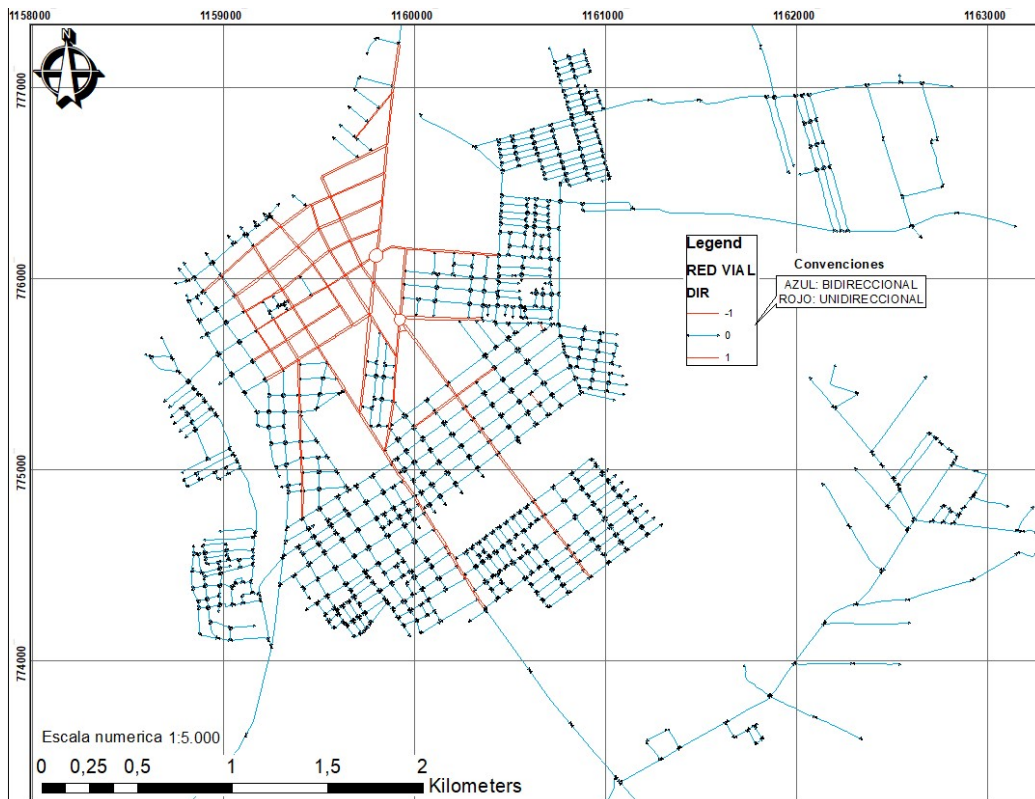 1158000 1159000 1160000 1161000 1162000 1163000
N
777000
776000
775000
774000
Legend
RED VIAL
DIR
-1
0
1
Convenciones
AZUL: BIDIRECCIONAL
ROJO: UNIDIRECCIONAL
Escala numerica 1:5.000
0 0,25 0,5 1 1,5 2
Kilometers